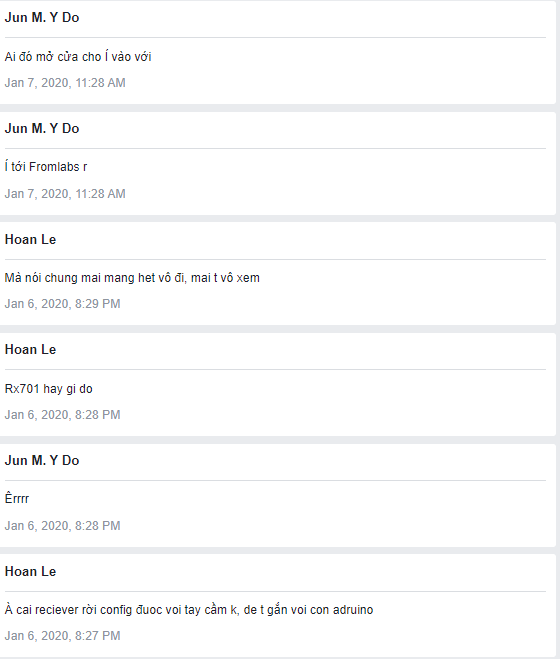 Jun M. Y Do
Ai đó mở cửa cho Í vào với
Jan 7, 2020, 11:28 AM
Jun M. Y Do
Í tới Fromlabs r
Jan 7, 2020, 11:28 AM
Hoan Le
Mà nói chung mai mang het vô đi, mai t vô xem
Jan 6, 2020, 8:29 PM
Hoan Le
Rx701 hay gi do
Jan 6, 2020, 8:28 PM
Jun M. Y Do
Êrrrr
Jan 6, 2020, 8:28 PM
Hoan Le
À cai reciever rời config đuoc voi tay cầm k, de t gắn voi con adruino
Jan 6, 2020, 8:27 PM